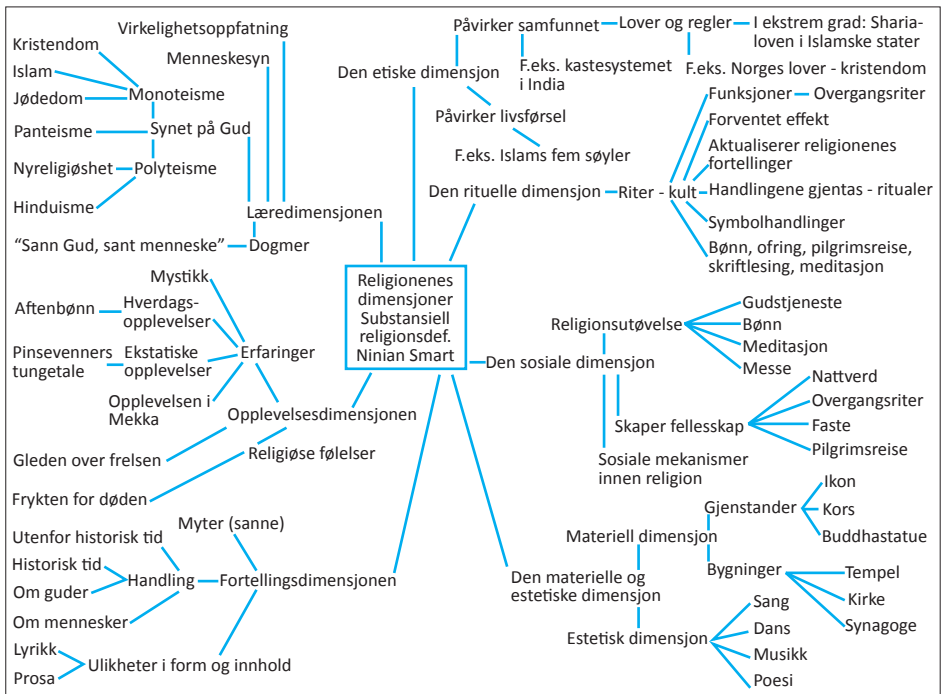 Religionenes
dimensjoner
Substansiell
religionsdef.
Ninian Smart
Virkelighetsoppfatning
Menneskesyn
Kristendom
Islam
Jødedom
Monoteisme
Panteisme
Synet på Gud
Nyreligiøshet
Polyteisme
Hinduisme
Læredimensjonen
“Sann Gud, sant menneske”
Dogmer
Påvirker samfunnet
Lover og regler
I ekstrem grad: Sharia-
loven i Islamske stater
Den etiske dimensjon
F.eks. kastesystemet
i India
F.eks. Norges lover - kristendom
Påvirker livsførsel
F.eks. Islams fem søyler
Den rituelle dimensjon
Riter - kult
Funksjoner
Overgangsriter
Forventet effekt
Aktualiserer religionenes
fortellinger
Handlingene gjentas - ritualer
Symbolhandlinger
Bønn, ofring, pilgrimsreise,
skriftlesing, meditasjon
Mystikk
Aftenbønn
Hverdags-
opplevelser
Pinsevenners
tungetale
Ekstatiske
opplevelser
Erfaringer
Opplevelsen i
Mekka
Opplevelsesdimensjonen
Gleden over frelsen
Religiøse følelser
Frykten for døden
Den sosiale dimensjon
Religionsutøvelse
Gudstjeneste
Bønn
Meditasjon
Messe
Skaper fellesskap
Nattverd
Overgangsriter
Faste
Pilgrimsreise
Sosiale mekanismer
innen religion
Myter (sanne)
Utenfor historisk tid
Historisk tid
Om guder
Handling
Fortellingsdimensjonen
Om mennesker
Lyrikk
Prosa
Ulikheter i form og innhold
Den materielle og
estetiske dimensjon
Materiell dimensjon
Gjenstander
Ikon
Kors
Buddhastatue
Bygninger
Tempel
Kirke
Synagoge
Estetisk dimensjon
Sang
Dans
Musikk
Poesi